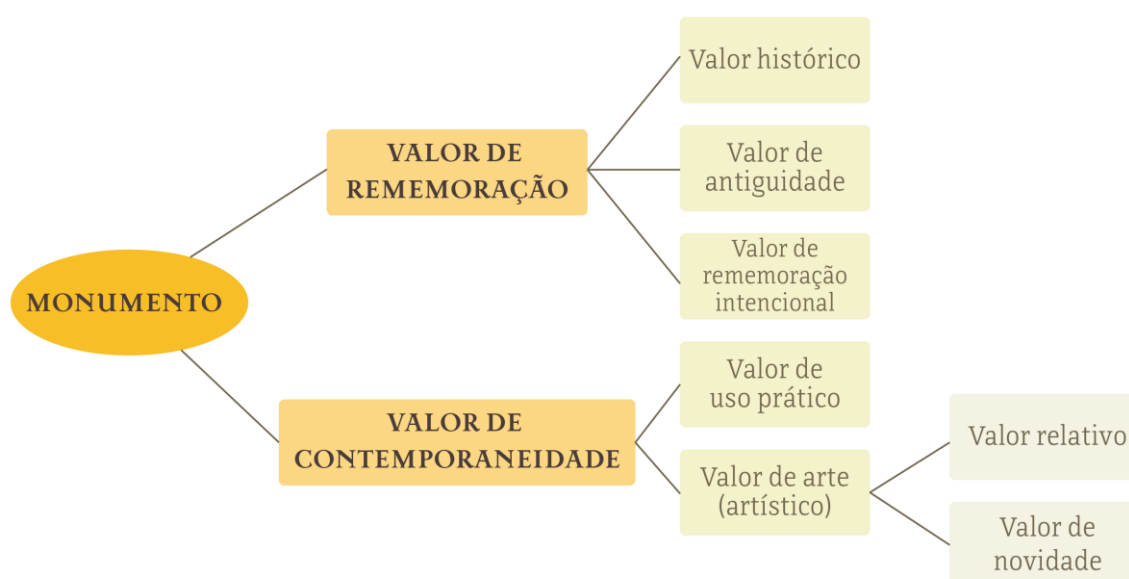 MONUMENTO
VALOR DE
REMEMORAÇÃO
Valor histórico
Valor de
antiguidade
Valor de
rememoração
intencional
VALOR DE
CONTEMPORANEIDADE
Valor de
uso prático
Valor de arte
(artístico)
Valor relativo
Valor de
novidade